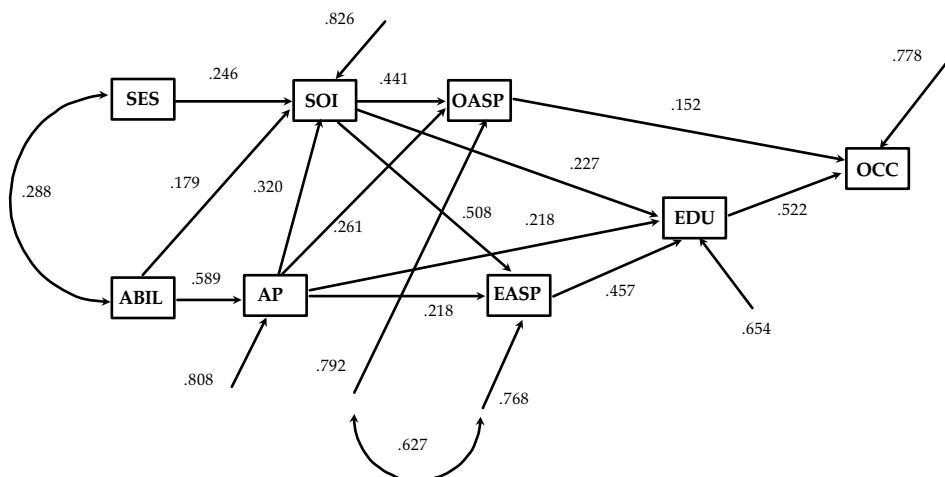 .826
.778
.246
.441
SES
SOI
OASP
.152
OCC
.288
.179
.320
.227
.261
.508
.218
EDU
.522
.589
ABIL
AP
EASP
.218
.457
.654
.808
.792
.768
.627